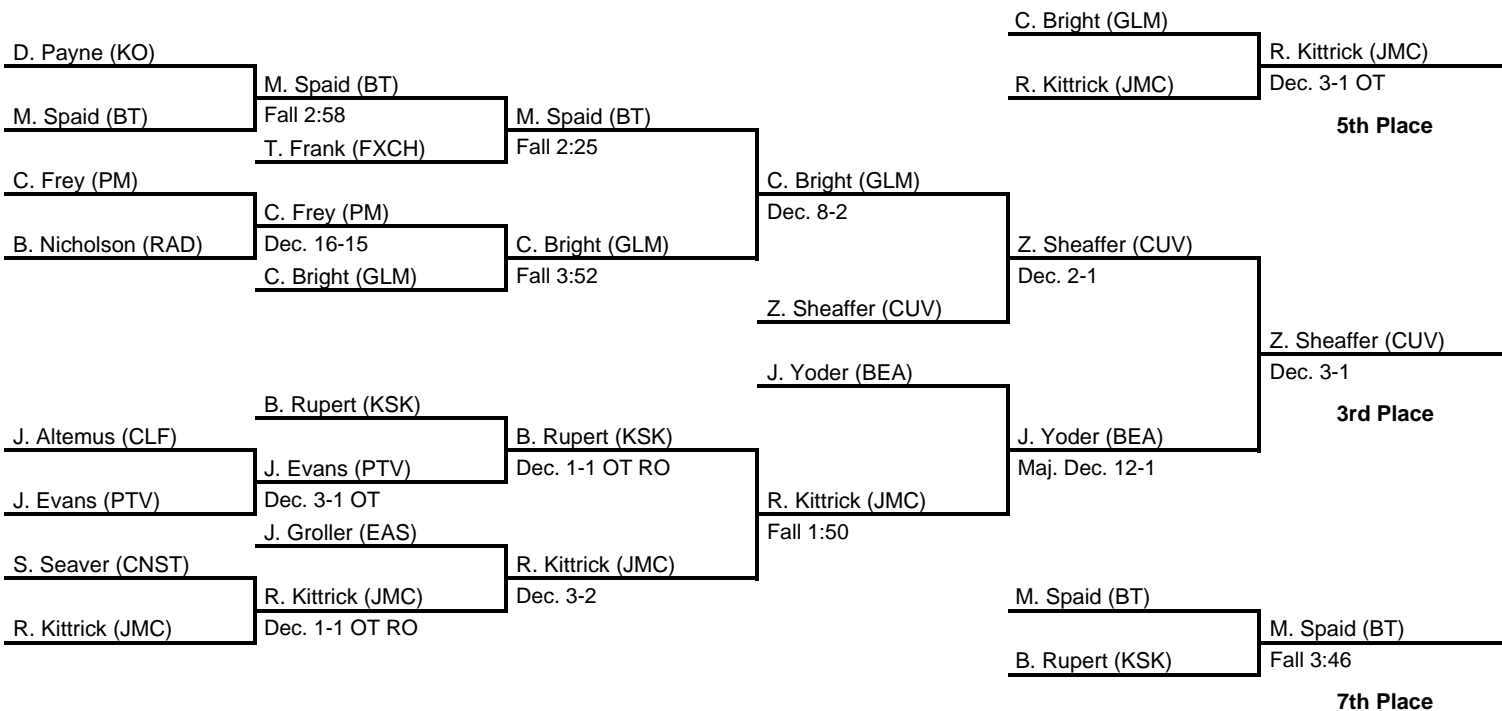 C. Bright (GLM)
D. Payne (KO)
R. Kittrick (JMC)
M. Spaid (BT)
R. Kittrick (JMC)
Dec. 3-1 OT
M. Spaid (BT)
Fall 2:58
M. Spaid (BT)
5th Place
T. Frank (FXCH)
Fall 2:25
C. Frey (PM)
C. Bright (GLM)
C. Frey (PM)
Dec. 8-2
B. Nicholson (RAD)
Dec. 16-15
C. Bright (GLM)
Z. Sheaffer (CUV)
C. Bright (GLM)
Fall 3:52
Dec. 2-1
Z. Sheaffer (CUV)
Z. Sheaffer (CUV)
J. Yoder (BEA)
Dec. 3-1
B. Rupert (KSK)
3rd Place
J. Altemus (CLF)
B. Rupert (KSK)
J. Yoder (BEA)
J. Evans (PTV)
Dec. 1-1 OT RO
Maj. Dec. 12-1
J. Evans (PTV)
Dec. 3-1 OT
R. Kittrick (JMC)
J. Groller (EAS)
Fall 1:50
S. Seaver (CNST)
R. Kittrick (JMC)
R. Kittrick (JMC)
Dec. 3-2
M. Spaid (BT)
R. Kittrick (JMC)
Dec. 1-1 OT RO
M. Spaid (BT)
B. Rupert (KSK)
Fall 3:46
7th Place